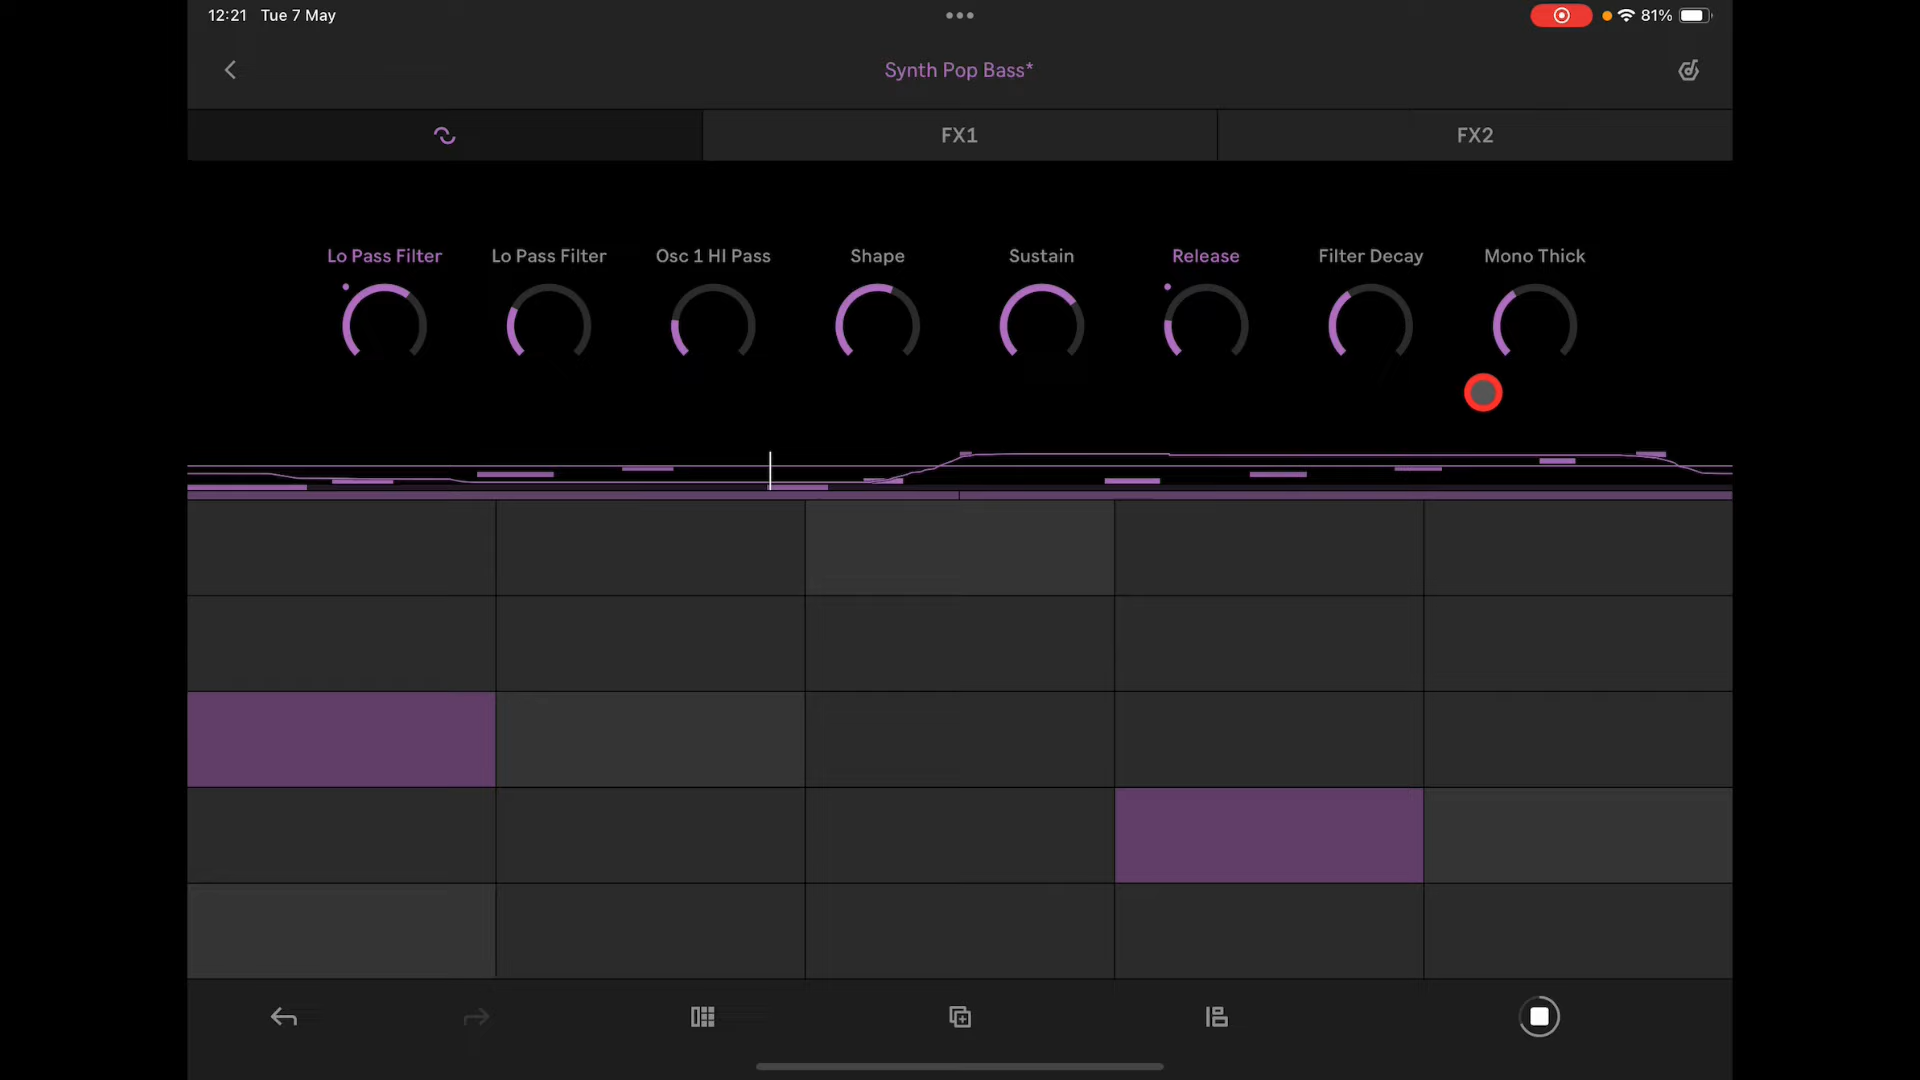 12:21 Tue 7 May
81%
Synth Pop Bass*
FX1 FX2
Lo Pass Filter Lo Pass Filter Osc 1 HI Pass Shape Sustain Release Filter Decay Mono Thick